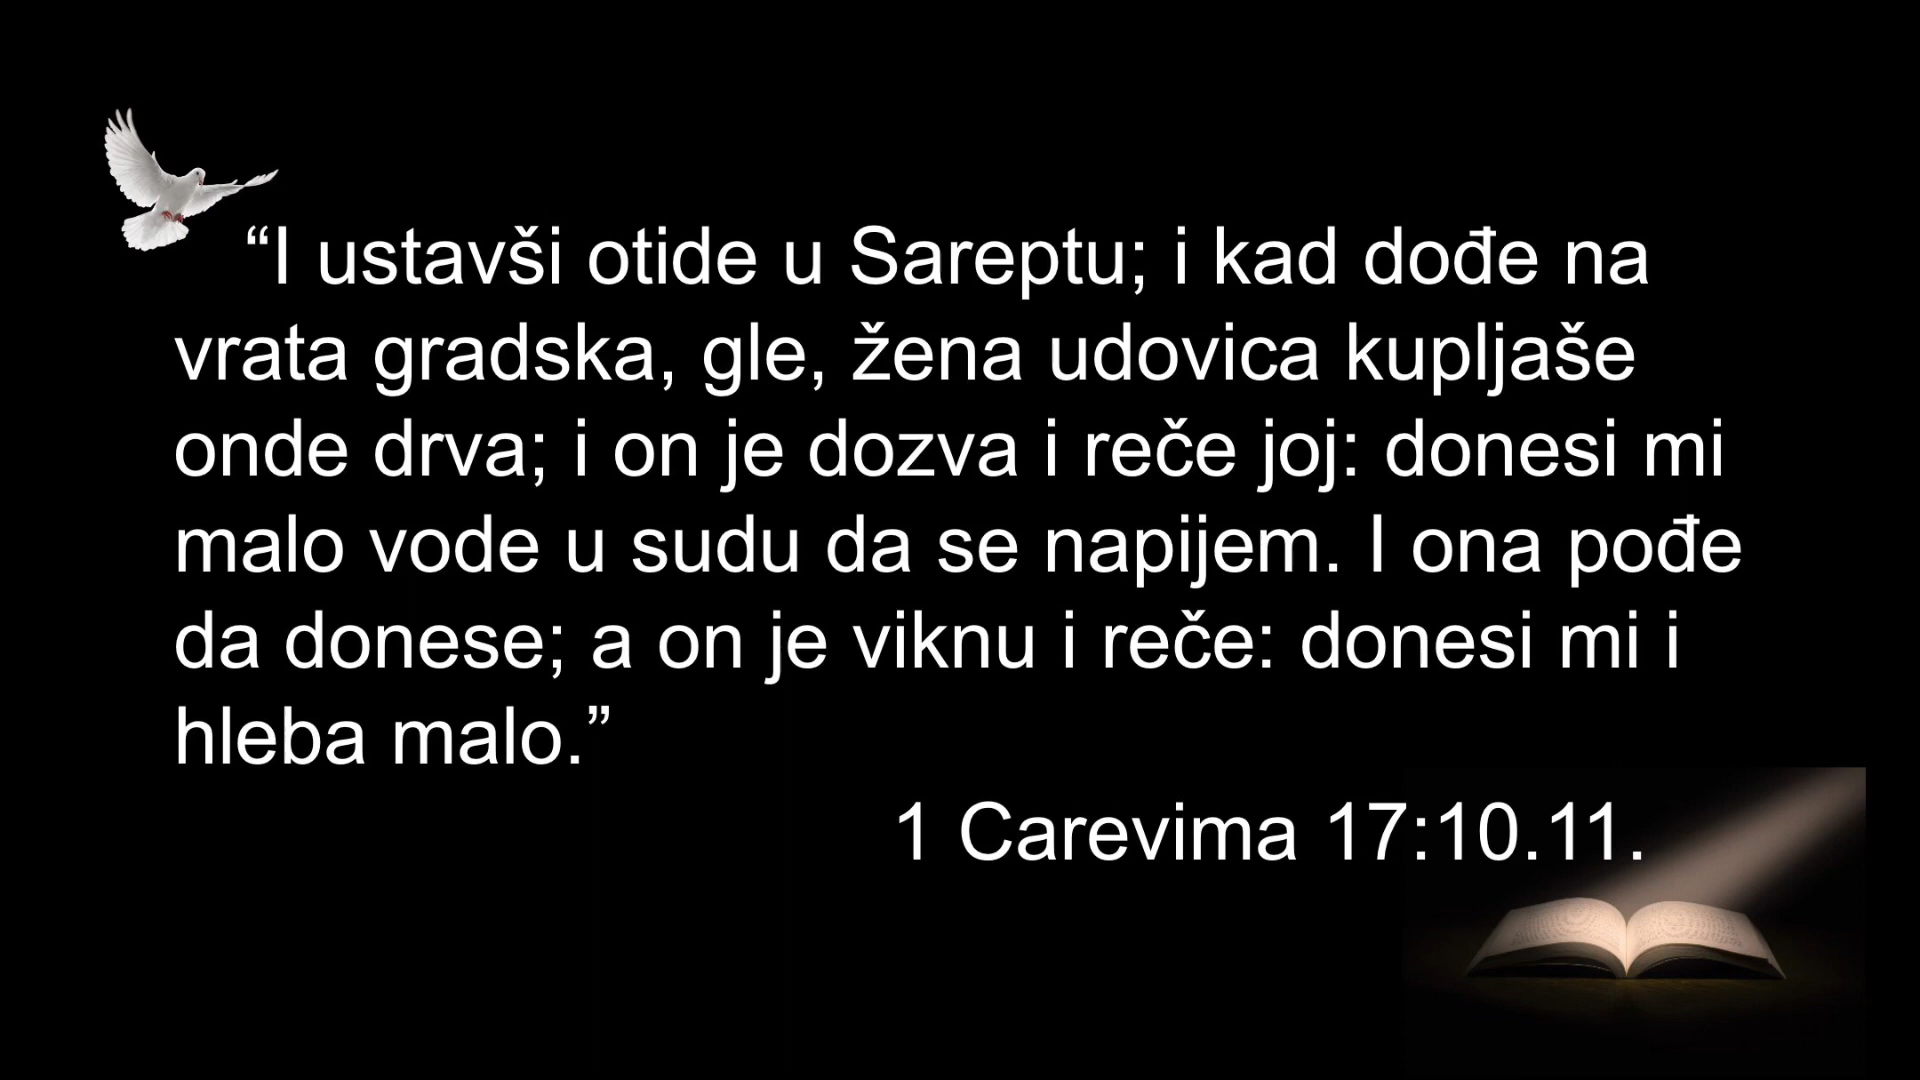 “I ustavši otide u Sareptu; i kad dođe na
vrata gradska, gle, žena udovica kupljaše
onde drva; i on je dozva i reče joj: donesi mi
malo vode u sudu da se napijem. I ona pođe
da donese; a on je viknu i reče: donesi mi i
hleba malo.”
1 Carevima 17:10.11.